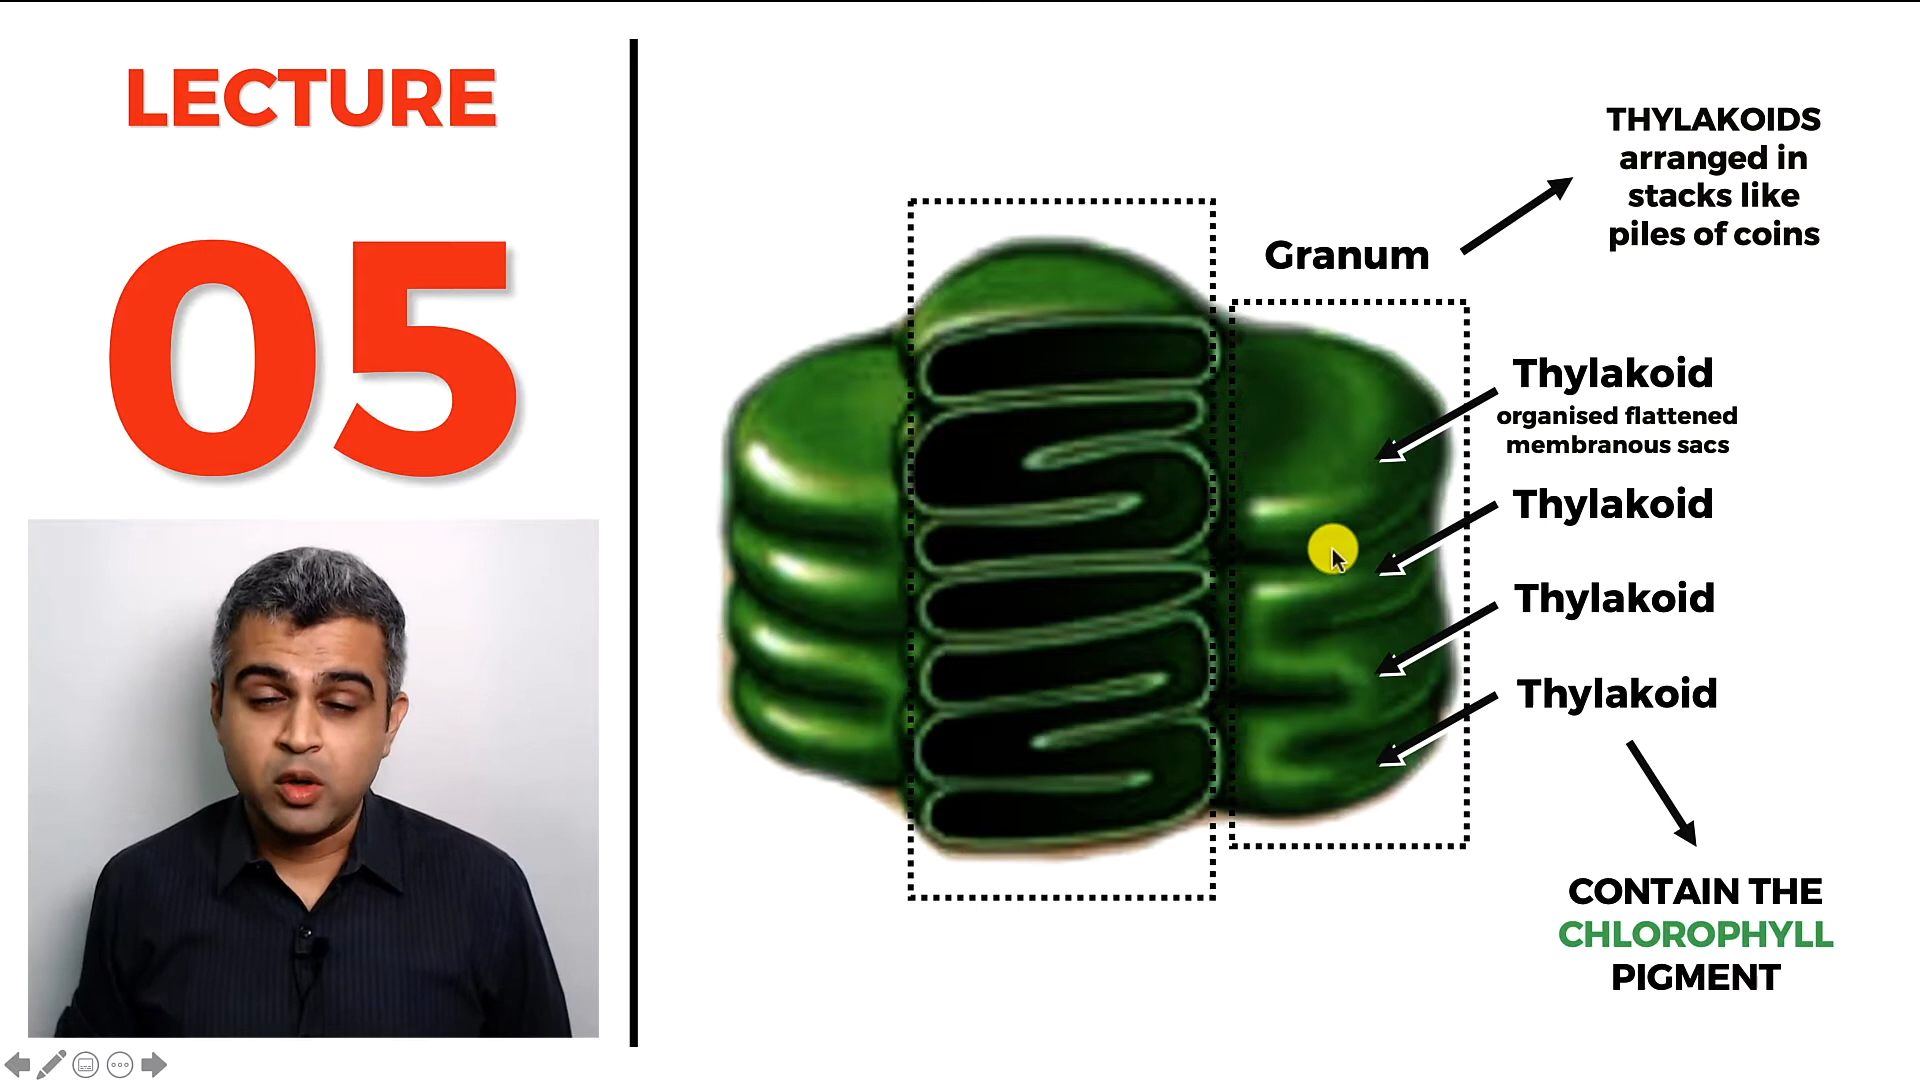 LECTURE
05
THYLAKOIDS
arranged in
stacks like
piles of coins
Granum
Thylakoid
organised flattened
membranous sacs
Thylakoid
Thylakoid
Thylakoid
CONTAIN THE
CHLOROPHYLL
PIGMENT